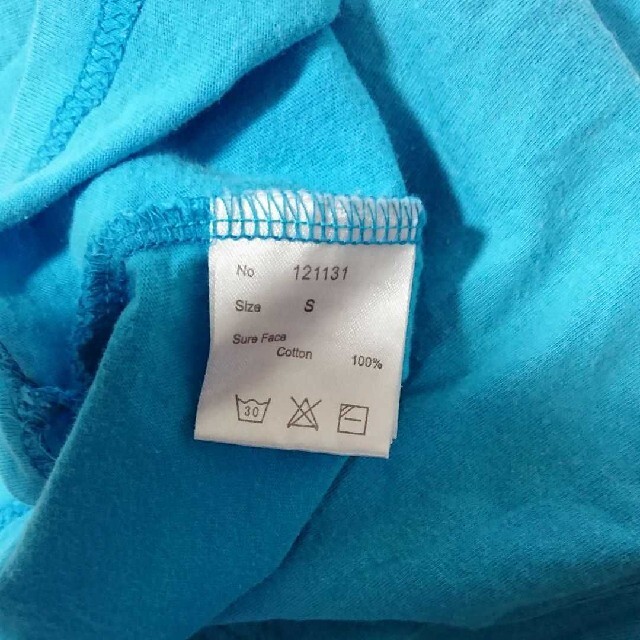 No 121131
Size S
Sure Face
Cotton 100%
30